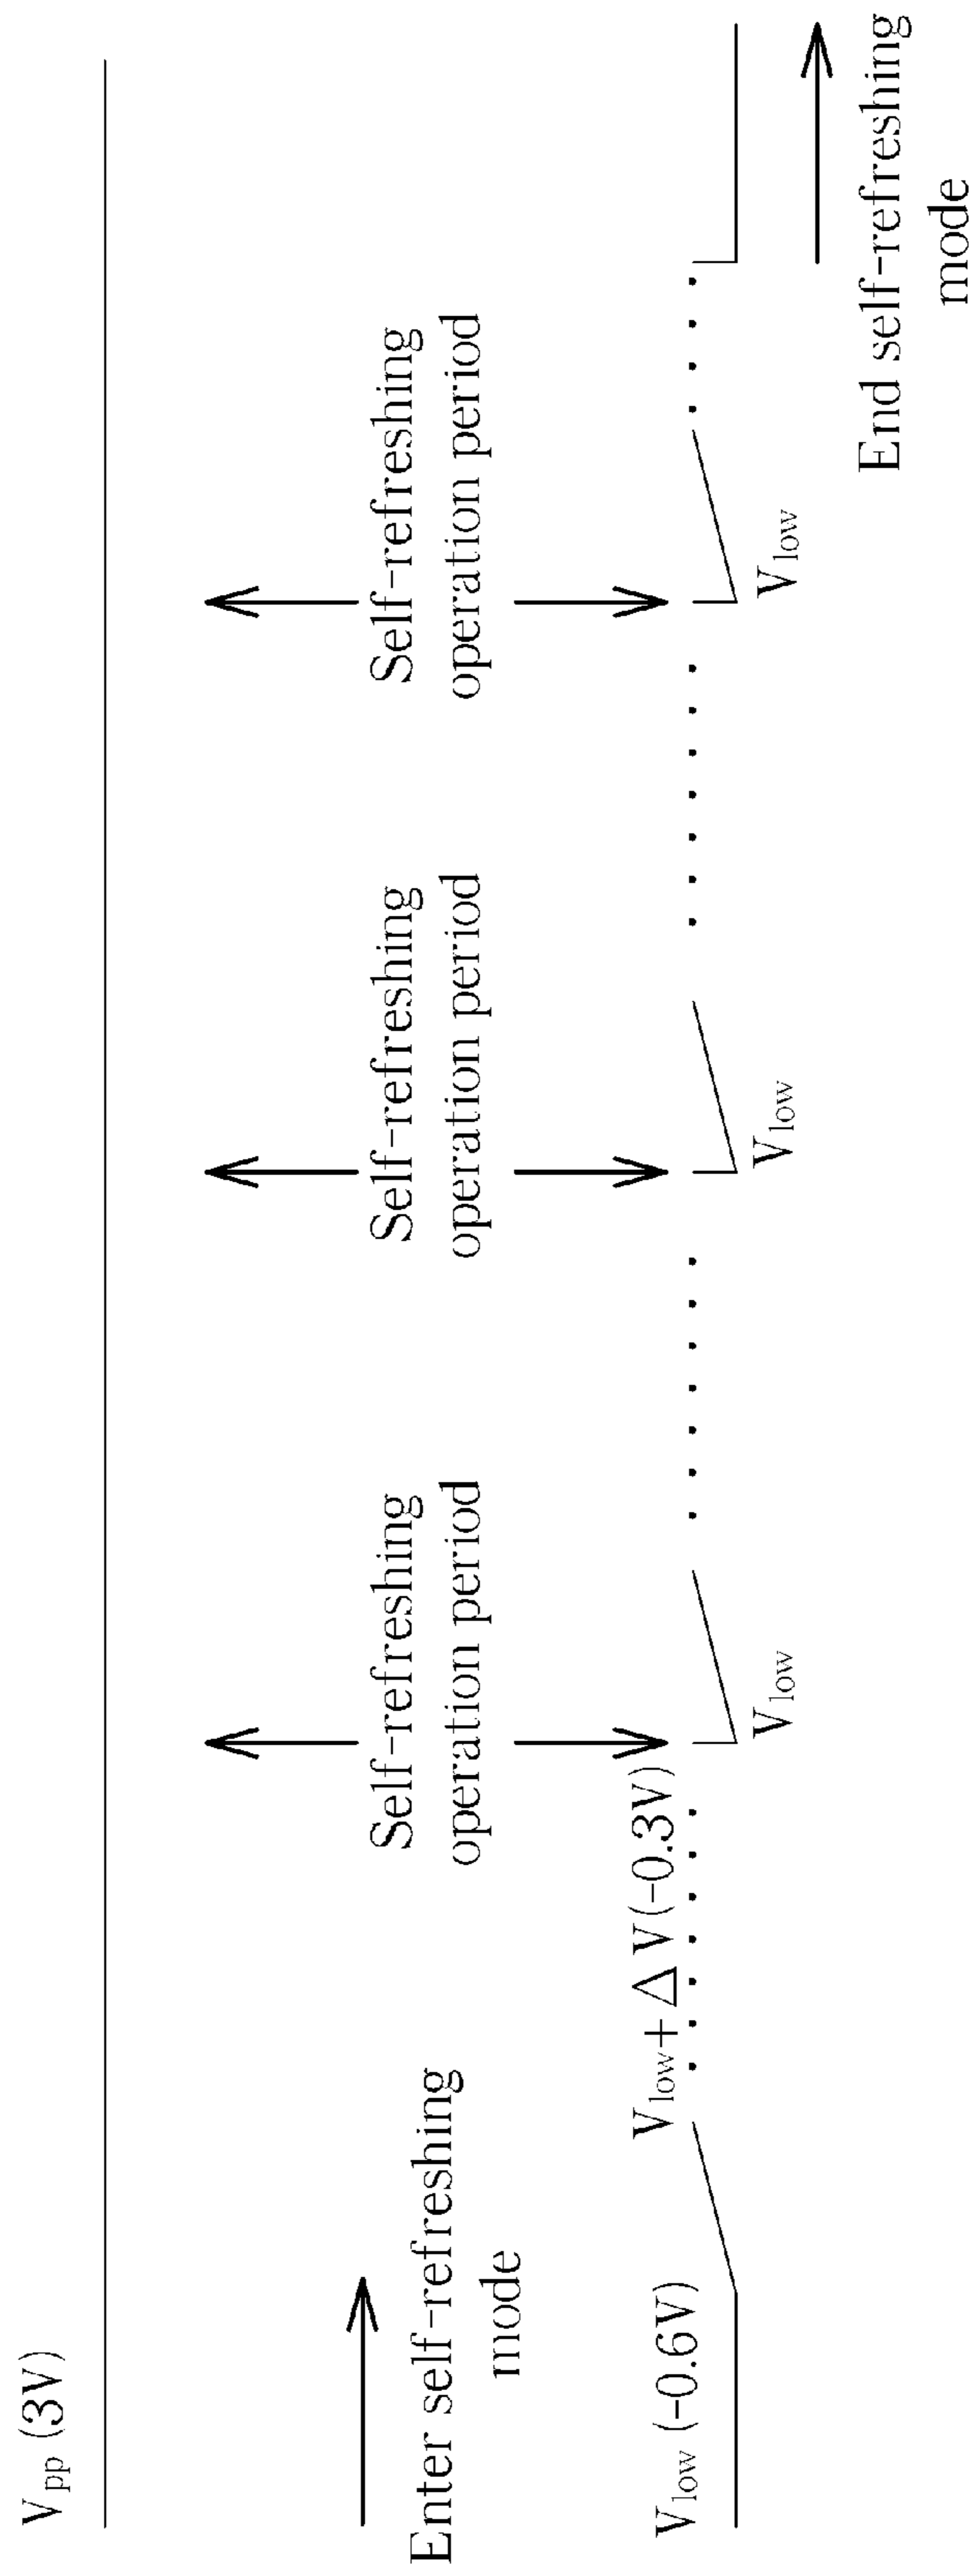 V_pp (3V)
Enter self-refreshing
mode
V_low (-0.6V)
V_low+ΔV(-0.3V)
Self-refreshing
operation period
V_low
Self-refreshing
operation period
V_low
Self-refreshing
operation period
V_low
End self-refreshing
mode